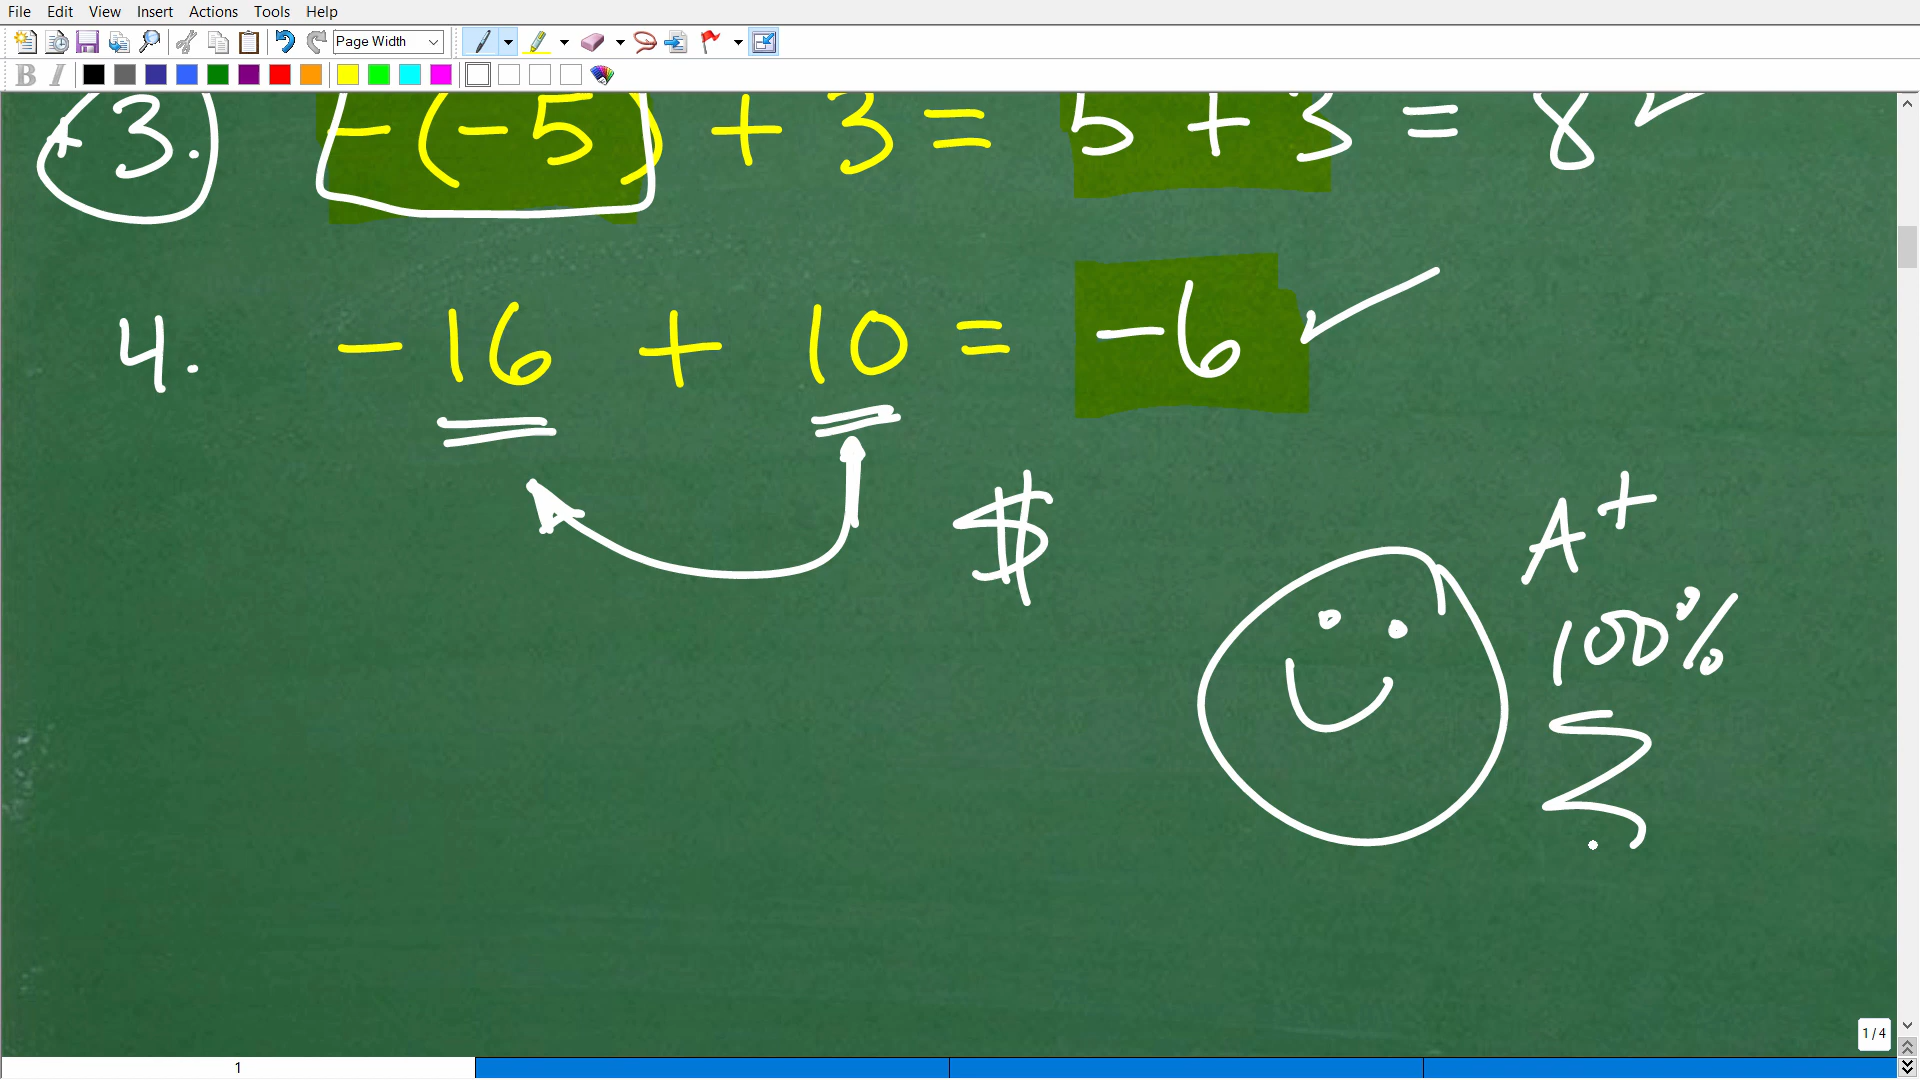 File Edit View Insert Actions Tools Help
Page Width
B I
3. -(-5) + 3 = 5 + 3 = 8 ✓
4. -16 + 10 = -6 ✓
$
A+
100%
1 / 4
1